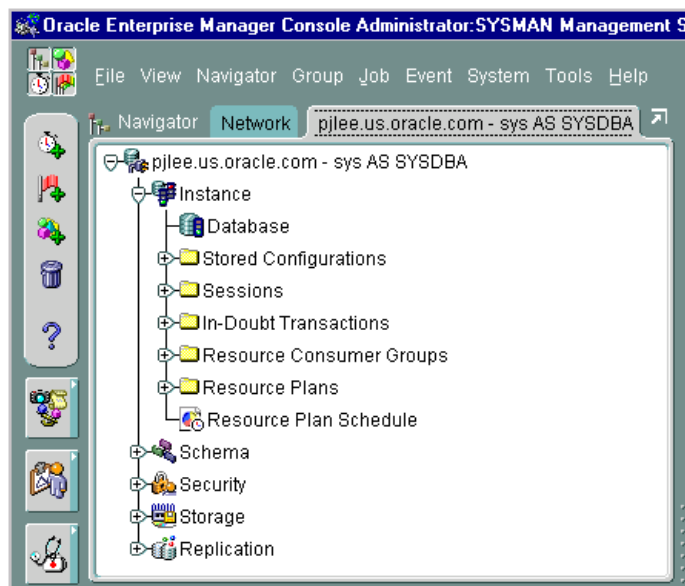 Oracle Enterprise Manager Console Administrator:SYSMAN Management S
File View Navigator Group Job Event System Tools Help
Navigator Network pjlee.us.oracle.com - sys AS SYSDBA
pjlee.us.oracle.com - sys AS SYSDBA
Instance
Database
Stored Configurations
Sessions
In-Doubt Transactions
Resource Consumer Groups
Resource Plans
Resource Plan Schedule
Schema
Security
Storage
Replication